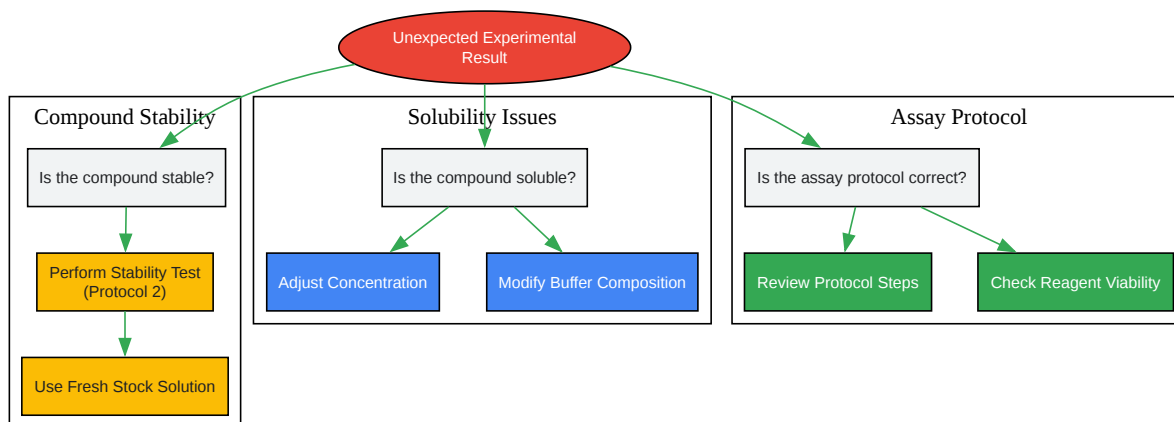 Unexpected Experimental
Result
Compound Stability
Solubility Issues
Assay Protocol
Is the compound stable?
Is the compound soluble?
Is the assay protocol correct?
Perform Stability Test
(Protocol 2)
Adjust Concentration
Modify Buffer Composition
Review Protocol Steps
Check Reagent Viability
Use Fresh Stock Solution